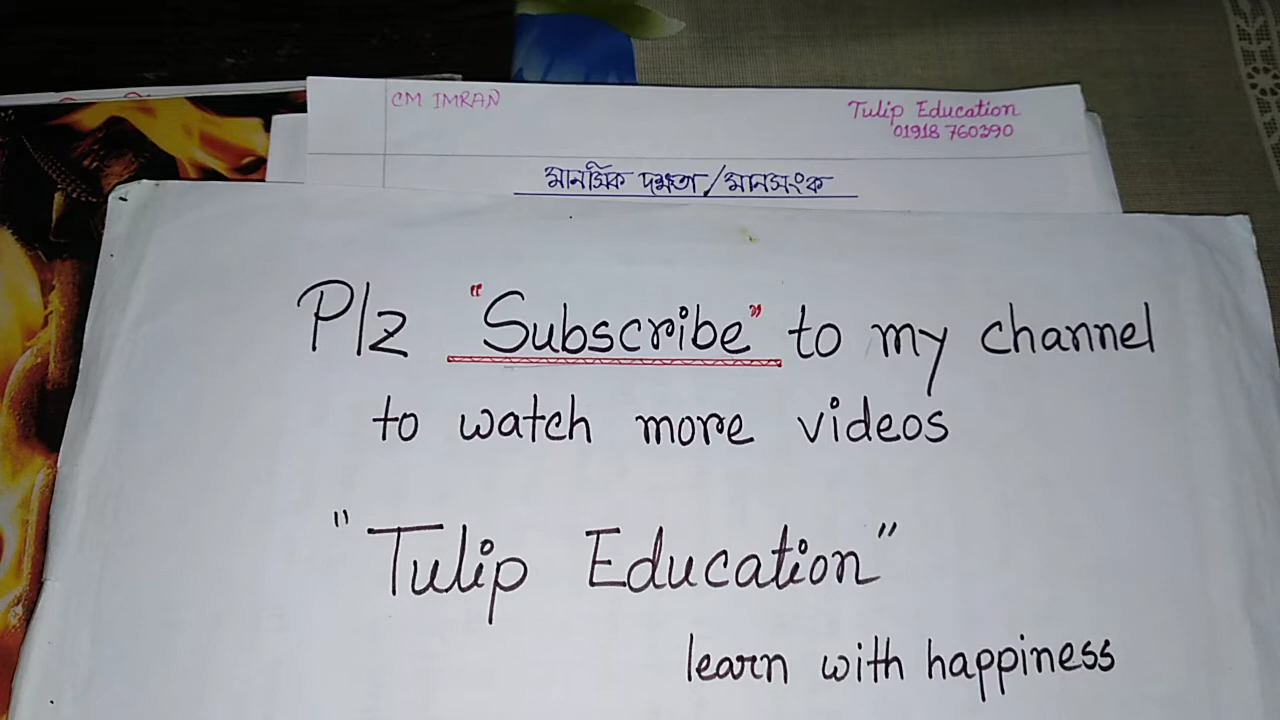 CM IMRAN
Tulip Education
01918 760390
মানসিক দক্ষতা/মানসংক
Plz "Subscribe" to my channel
to watch more videos
"Tulip Education"
learn with happiness